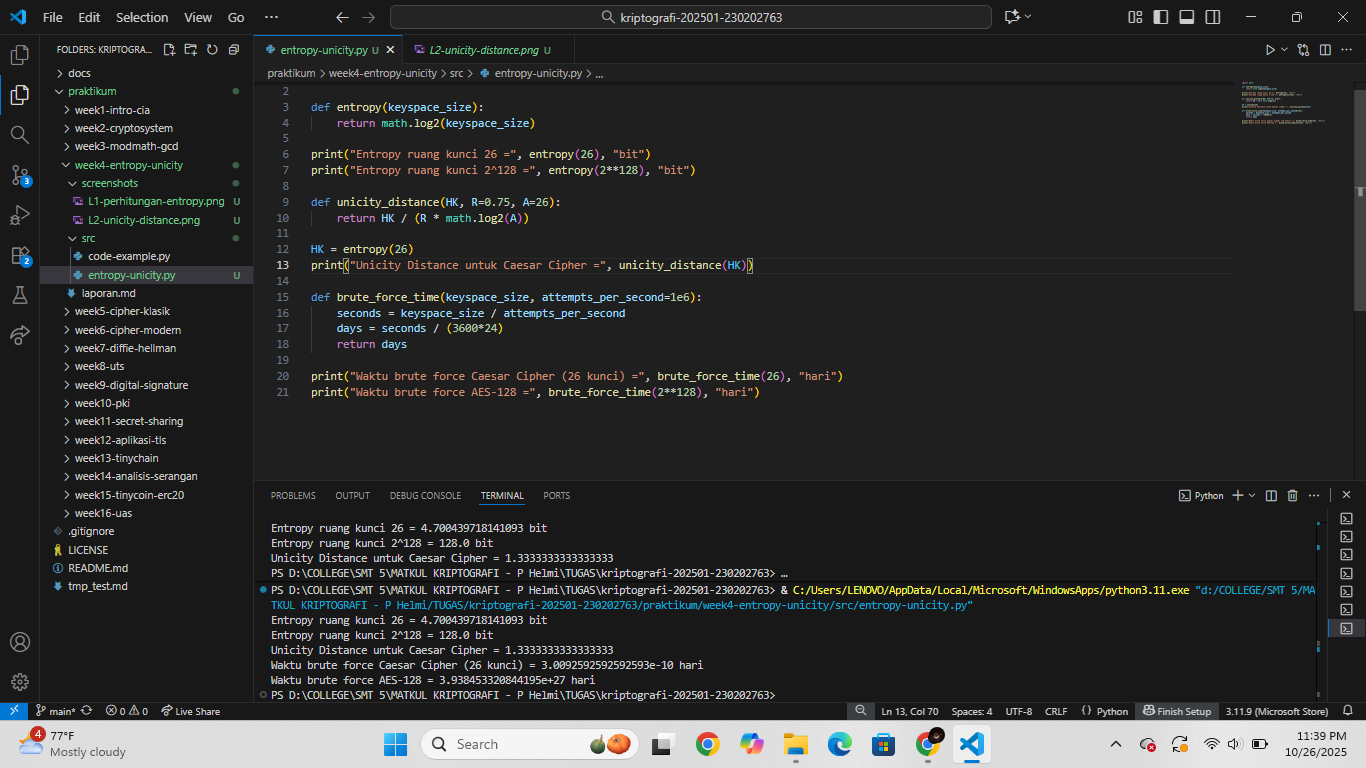 File Edit Selection View Go ··· kriptografi-202501-230202763
FOLDERS: KRIPTOGRA...
docs
praktikum
week1-intro-cia
week2-cryptosystem
week3-modmath-gcd
week4-entropy-unicity
screenshots
L1-perhitungan-entropy.png U
L2-unicity-distance.png U
src
code-example.py
entropy-unicity.py U
laporan.md
week5-cipher-klasik
week6-cipher-modern
week7-diffie-hellman
week8-uts
week9-digital-signature
week10-pki
week11-secret-sharing
week12-aplikasi-tls
week13-tinychain
week14-analisis-serangan
week15-tinycoin-erc20
week16-uas
.gitignore
LICENSE
README.md
tmp_test.md
3
2
entropy-unicity.py U
L2-unicity-distance.png U
praktikum > week4-entropy-unicity > src > entropy-unicity.py > ...
2
3 def entropy(keyspace_size):
4 return math.log2(keyspace_size)
5
6 print("Entropy ruang kunci 26 =", entropy(26), "bit")
7 print("Entropy ruang kunci 2^128 =", entropy(2**128), "bit")
8
9 def unicity_distance(HK, R=0.75, A=26):
10 return HK / (R * math.log2(A))
11
12 HK = entropy(26)
13 print("Unicity Distance untuk Caesar Cipher =", unicity_distance(HK))
14
15 def brute_force_time(keyspace_size, attempts_per_second=1e6):
16 seconds = keyspace_size / attempts_per_second
17 days = seconds / (3600*24)
18 return days
19
20 print("Waktu brute force Caesar Cipher (26 kunci) =", brute_force_time(26), "hari")
21 print("Waktu brute force AES-128 =", brute_force_time(2**128), "hari")
PROBLEMS OUTPUT DEBUG CONSOLE TERMINAL PORTS Python
Entropy ruang kunci 26 = 4.700439718141093 bit
Entropy ruang kunci 2^128 = 128.0 bit
Unicity Distance untuk Caesar Cipher = 1.3333333333333333
PS D:\COLLEGE\SMT 5\MATKUL KRIPTOGRAFI - P Helmi\TUGAS\kriptografi-202501-230202763> …
PS D:\COLLEGE\SMT 5\MATKUL KRIPTOGRAFI - P Helmi\TUGAS\kriptografi-202501-230202763> & C:/Users/LENOVO/AppData/Local/Microsoft/WindowsApps/python3.11.exe "d:/COLLEGE/SMT 5/MA
TKUL KRIPTOGRAFI - P Helmi/TUGAS/kriptografi-202501-230202763/praktikum/week4-entropy-unicity/src/entropy-unicity.py"
Entropy ruang kunci 26 = 4.700439718141093 bit
Entropy ruang kunci 2^128 = 128.0 bit
Unicity Distance untuk Caesar Cipher = 1.3333333333333333
Waktu brute force Caesar Cipher (26 kunci) = 3.0092592592592593e-10 hari
Waktu brute force AES-128 = 3.938453320844195e+27 hari
PS D:\COLLEGE\SMT 5\MATKUL KRIPTOGRAFI - P Helmi\TUGAS\kriptografi-202501-230202763>
main* 0 0 Live Share Ln 13, Col 70 Spaces: 4 UTF-8 CRLF {} Python Finish Setup 3.11.9 (Microsoft Store)
4
77°F
Mostly cloudy
Search
11:39 PM
10/26/2025